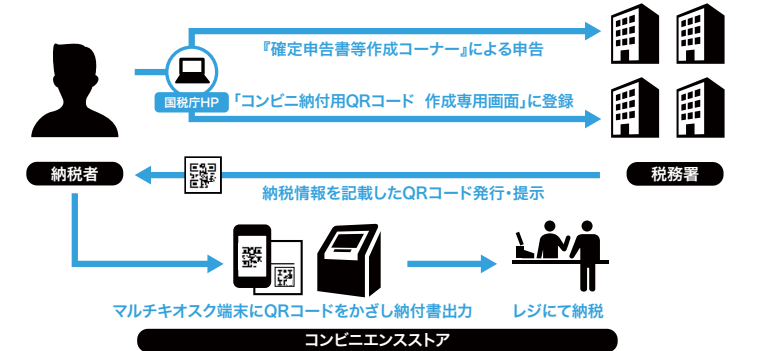 『確定申告書等作成コーナー』による申告
国税庁HP
「コンビニ納付用QRコード 作成専用画面」に登録
納税者
税務署
納税情報を記載したQRコード発行・提示
マルチキオスク端末にQRコードをかざし納付書出力
レジにて納税
コンビニエンスストア